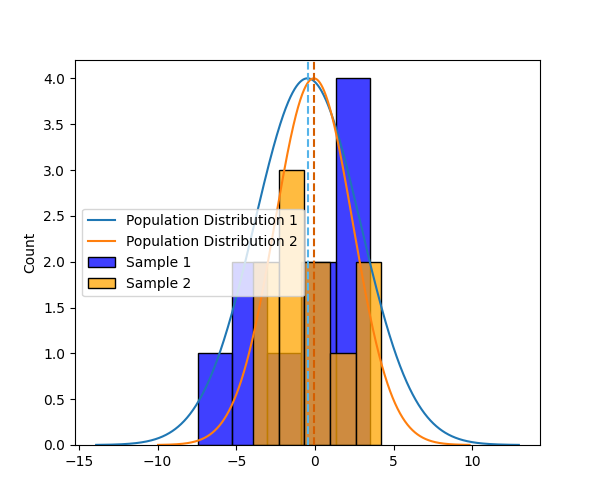 4.0
3.5
3.0
2.5
2.0
1.5
1.0
0.5
0.0
Count
Population Distribution 1
Population Distribution 2
Sample 1
Sample 2
−15 −10 −5 0 5 10